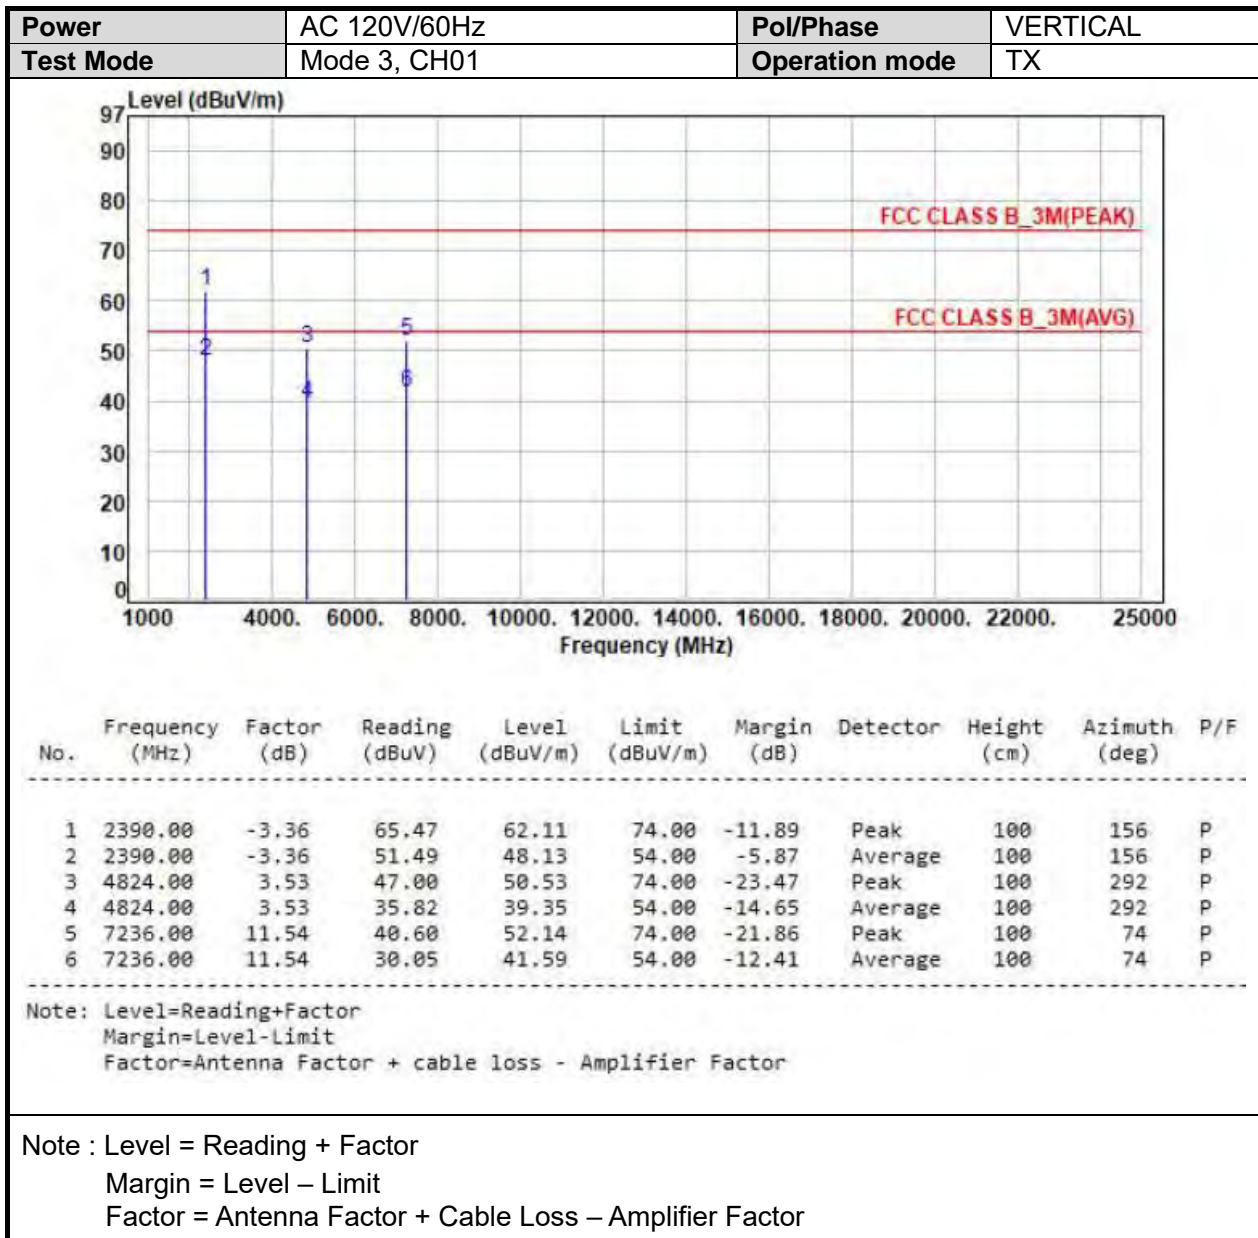 Power AC 120V/60Hz Pol/Phase VERTICAL
Test Mode Mode 3, CH01 Operation mode TX
Level (dBuV/m)
97
90
80
FCC CLASS B_3M(PEAK)
70
1
60
FCC CLASS B_3M(AVG)
3 5
50 2
4 6
40
30
20
10
0
1000 4000. 6000. 8000. 10000. 12000. 14000. 16000. 18000. 20000. 22000. 25000
Frequency (MHz)
Frequency Factor Reading Level Limit Margin Detector Height Azimuth P/F
No. (MHz) (dB) (dBuV) (dBuV/m) (dBuV/m) (dB) (cm) (deg)
1 2390.00 -3.36 65.47 62.11 74.00 -11.89 Peak 100 156 P
2 2390.00 -3.36 51.49 48.13 54.00 -5.87 Average 100 156 P
3 4824.00 3.53 47.00 50.53 74.00 -23.47 Peak 100 292 P
4 4824.00 3.53 35.82 39.35 54.00 -14.65 Average 100 292 P
5 7236.00 11.54 40.60 52.14 74.00 -21.86 Peak 100 74 P
6 7236.00 11.54 30.05 41.59 54.00 -12.41 Average 100 74 P
Note: Level=Reading+Factor
Margin=Level-Limit
Factor=Antenna Factor + cable loss - Amplifier Factor
Note : Level = Reading + Factor
Margin = Level – Limit
Factor = Antenna Factor + Cable Loss – Amplifier Factor